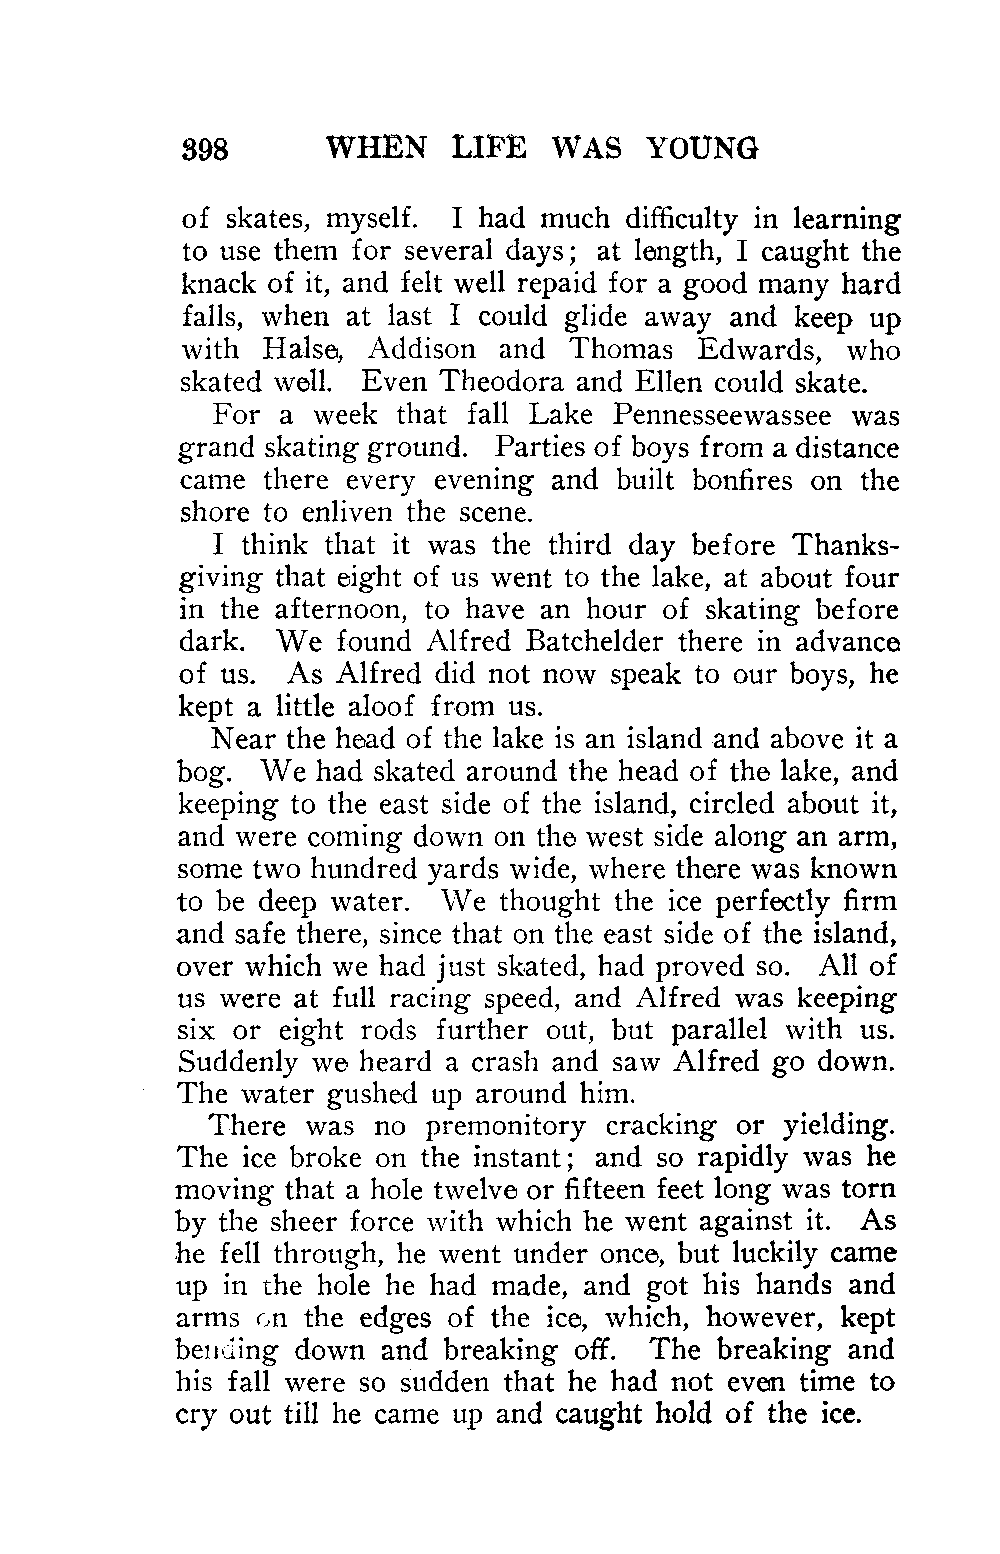 398 WHEN LIFE WAS YOUNG
of skates, myself. I had much difficulty in learning
to use them for several days; at length, I caught the
knack of it, and felt well repaid for a good many hard
falls, when at last I could glide away and keep up
with Halse, Addison and Thomas Edwards, who
skated well. Even Theodora and Ellen could skate.
For a week that fall Lake Pennesseewassee was
grand skating ground. Parties of boys from a distance
came there every evening and built bonfires on the
shore to enliven the scene.
I think that it was the third day before Thanks-
giving that eight of us went to the lake, at about four
in the afternoon, to have an hour of skating before
dark. We found Alfred Batchelder there in advance
of us. As Alfred did not now speak to our boys, he
kept a little aloof from us.
Near the head of the lake is an island and above it a
bog. We had skated around the head of the lake, and
keeping to the east side of the island, circled about it,
and were coming down on the west side along an arm,
some two hundred yards wide, where there was known
to be deep water. We thought the ice perfectly firm
and safe there, since that on the east side of the island,
over which we had just skated, had proved so. All of
us were at full racing speed, and Alfred was keeping
six or eight rods further out, but parallel with us.
Suddenly we heard a crash and saw Alfred go down.
The water gushed up around him.
There was no premonitory cracking or yielding.
The ice broke on the instant; and so rapidly was he
moving that a hole twelve or fifteen feet long was torn
by the sheer force with which he went against it. As
he fell through, he went under once, but luckily came
up in the hole he had made, and got his hands and
arms on the edges of the ice, which, however, kept
bending down and breaking off. The breaking and
his fall were so sudden that he had not even time to
cry out till he came up and caught hold of the ice.